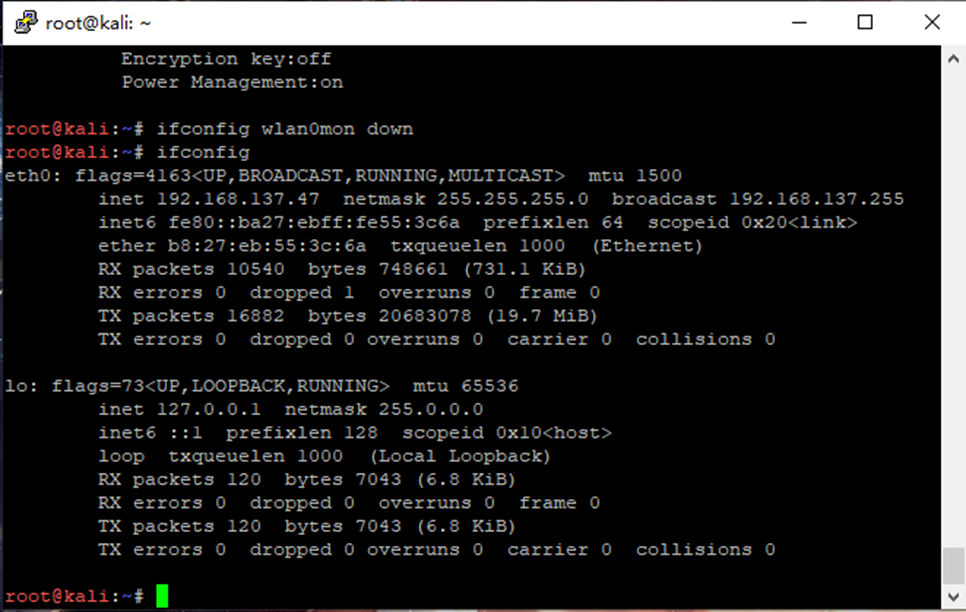 root@kali: ~
Encryption key:off
Power Management:on
root@kali:~# ifconfig wlan0mon down
root@kali:~# ifconfig
eth0: flags=4163<UP,BROADCAST,RUNNING,MULTICAST>  mtu 1500
inet 192.168.137.47  netmask 255.255.255.0  broadcast 192.168.137.255
inet6 fe80::ba27:ebff:fe55:3c6a  prefixlen 64  scopeid 0x20<link>
ether b8:27:eb:55:3c:6a  txqueuelen 1000  (Ethernet)
RX packets 10540  bytes 748661 (731.1 KiB)
RX errors 0  dropped 1  overruns 0  frame 0
TX packets 16882  bytes 20683078 (19.7 MiB)
TX errors 0  dropped 0 overruns 0  carrier 0  collisions 0
lo: flags=73<UP,LOOPBACK,RUNNING>  mtu 65536
inet 127.0.0.1  netmask 255.0.0.0
inet6 ::1  prefixlen 128  scopeid 0x10<host>
loop  txqueuelen 1000  (Local Loopback)
RX packets 120  bytes 7043 (6.8 KiB)
RX errors 0  dropped 0  overruns 0  frame 0
TX packets 120  bytes 7043 (6.8 KiB)
TX errors 0  dropped 0 overruns 0  carrier 0  collisions 0
root@kali:~#